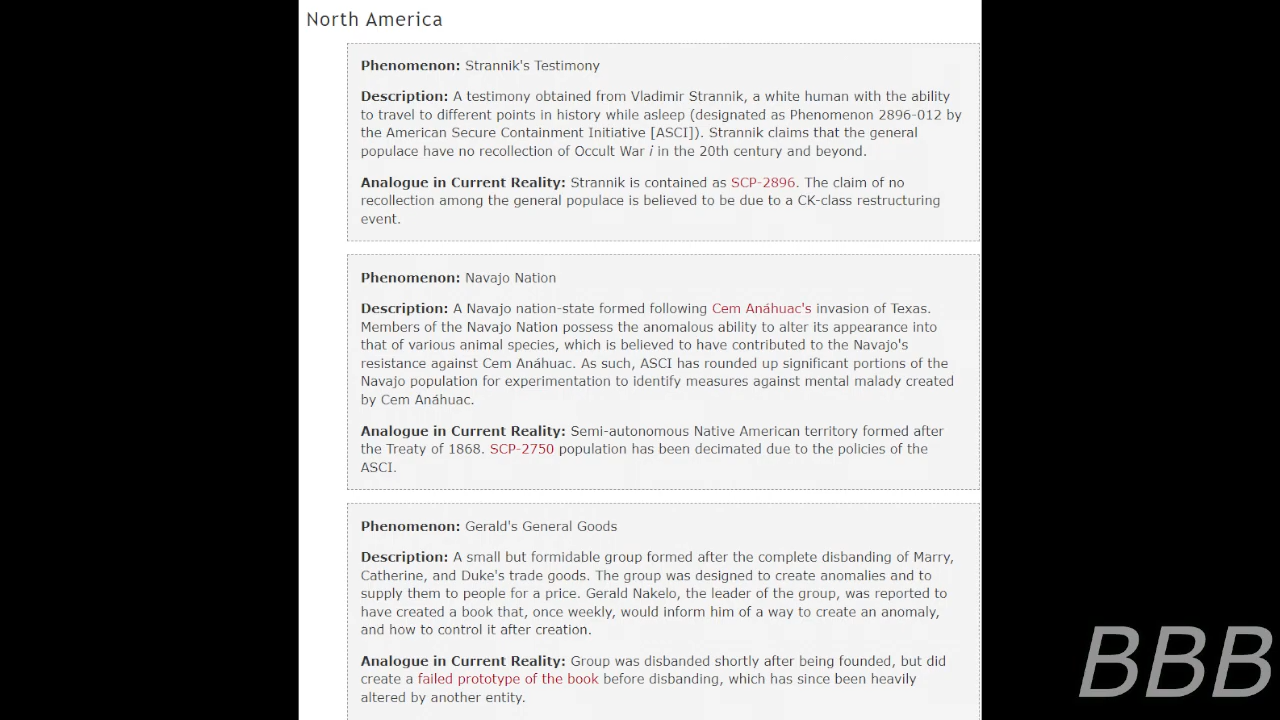 North America
Phenomenon: Strannik's Testimony
Description: A testimony obtained from Vladimir Strannik, a white human with the ability
to travel to different points in history while asleep (designated as Phenomenon 2896-012 by
the American Secure Containment Initiative [ASCI]). Strannik claims that the general
populace have no recollection of Occult War i in the 20th century and beyond.
Analogue in Current Reality: Strannik is contained as SCP-2896. The claim of no
recollection among the general populace is believed to be due to a CK-class restructuring
event.
Phenomenon: Navajo Nation
Description: A Navajo nation-state formed following Cem Anáhuac's invasion of Texas.
Members of the Navajo Nation possess the anomalous ability to alter its appearance into
that of various animal species, which is believed to have contributed to the Navajo's
resistance against Cem Anáhuac. As such, ASCI has rounded up significant portions of the
Navajo population for experimentation to identify measures against mental malady created
by Cem Anáhuac.
Analogue in Current Reality: Semi-autonomous Native American territory formed after
the Treaty of 1868. SCP-2750 population has been decimated due to the policies of the
ASCI.
Phenomenon: Gerald's General Goods
Description: A small but formidable group formed after the complete disbanding of Marry,
Catherine, and Duke's trade goods. The group was designed to create anomalies and to
supply them to people for a price. Gerald Nakelo, the leader of the group, was reported to
have created a book that, once weekly, would inform him of a way to create an anomaly,
and how to control it after creation.
Analogue in Current Reality: Group was disbanded shortly after being founded, but did
create a failed prototype of the book before disbanding, which has since been heavily
altered by another entity.
BBB